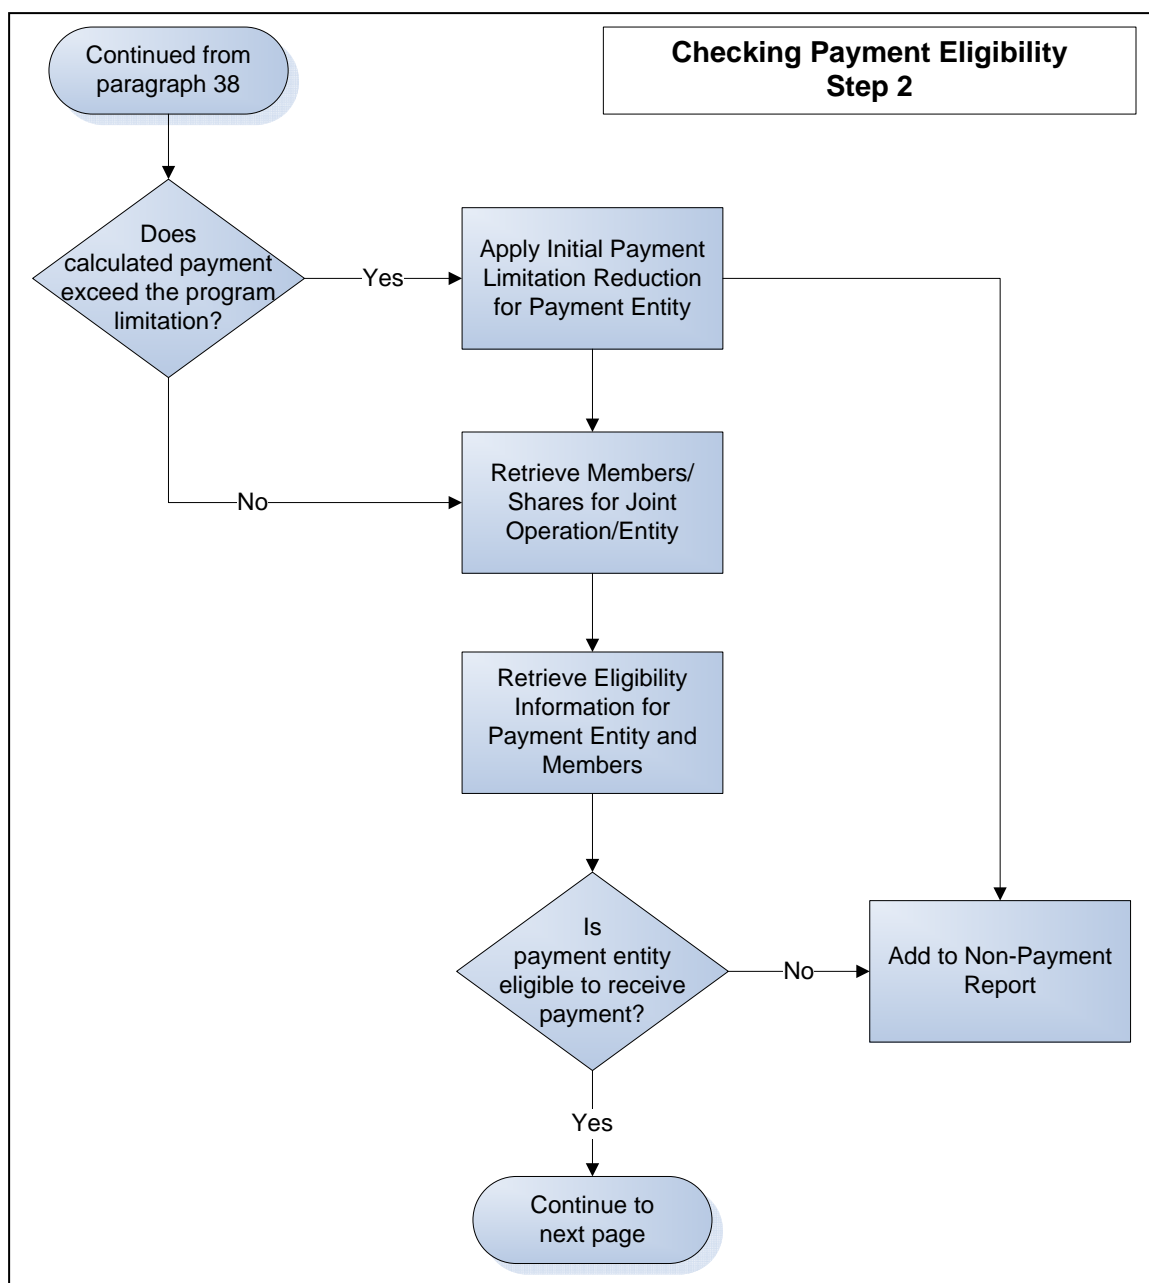 Continued from
paragraph 38
Checking Payment Eligibility
Step 2
Does
calculated payment
exceed the program
limitation?
Yes
Apply Initial Payment
Limitation Reduction
for Payment Entity
No
Retrieve Members/
Shares for Joint
Operation/Entity
Retrieve Eligibility
Information for
Payment Entity and
Members
Is
payment entity
eligible to receive
payment?
No
Add to Non-Payment
Report
Yes
Continue to
next page